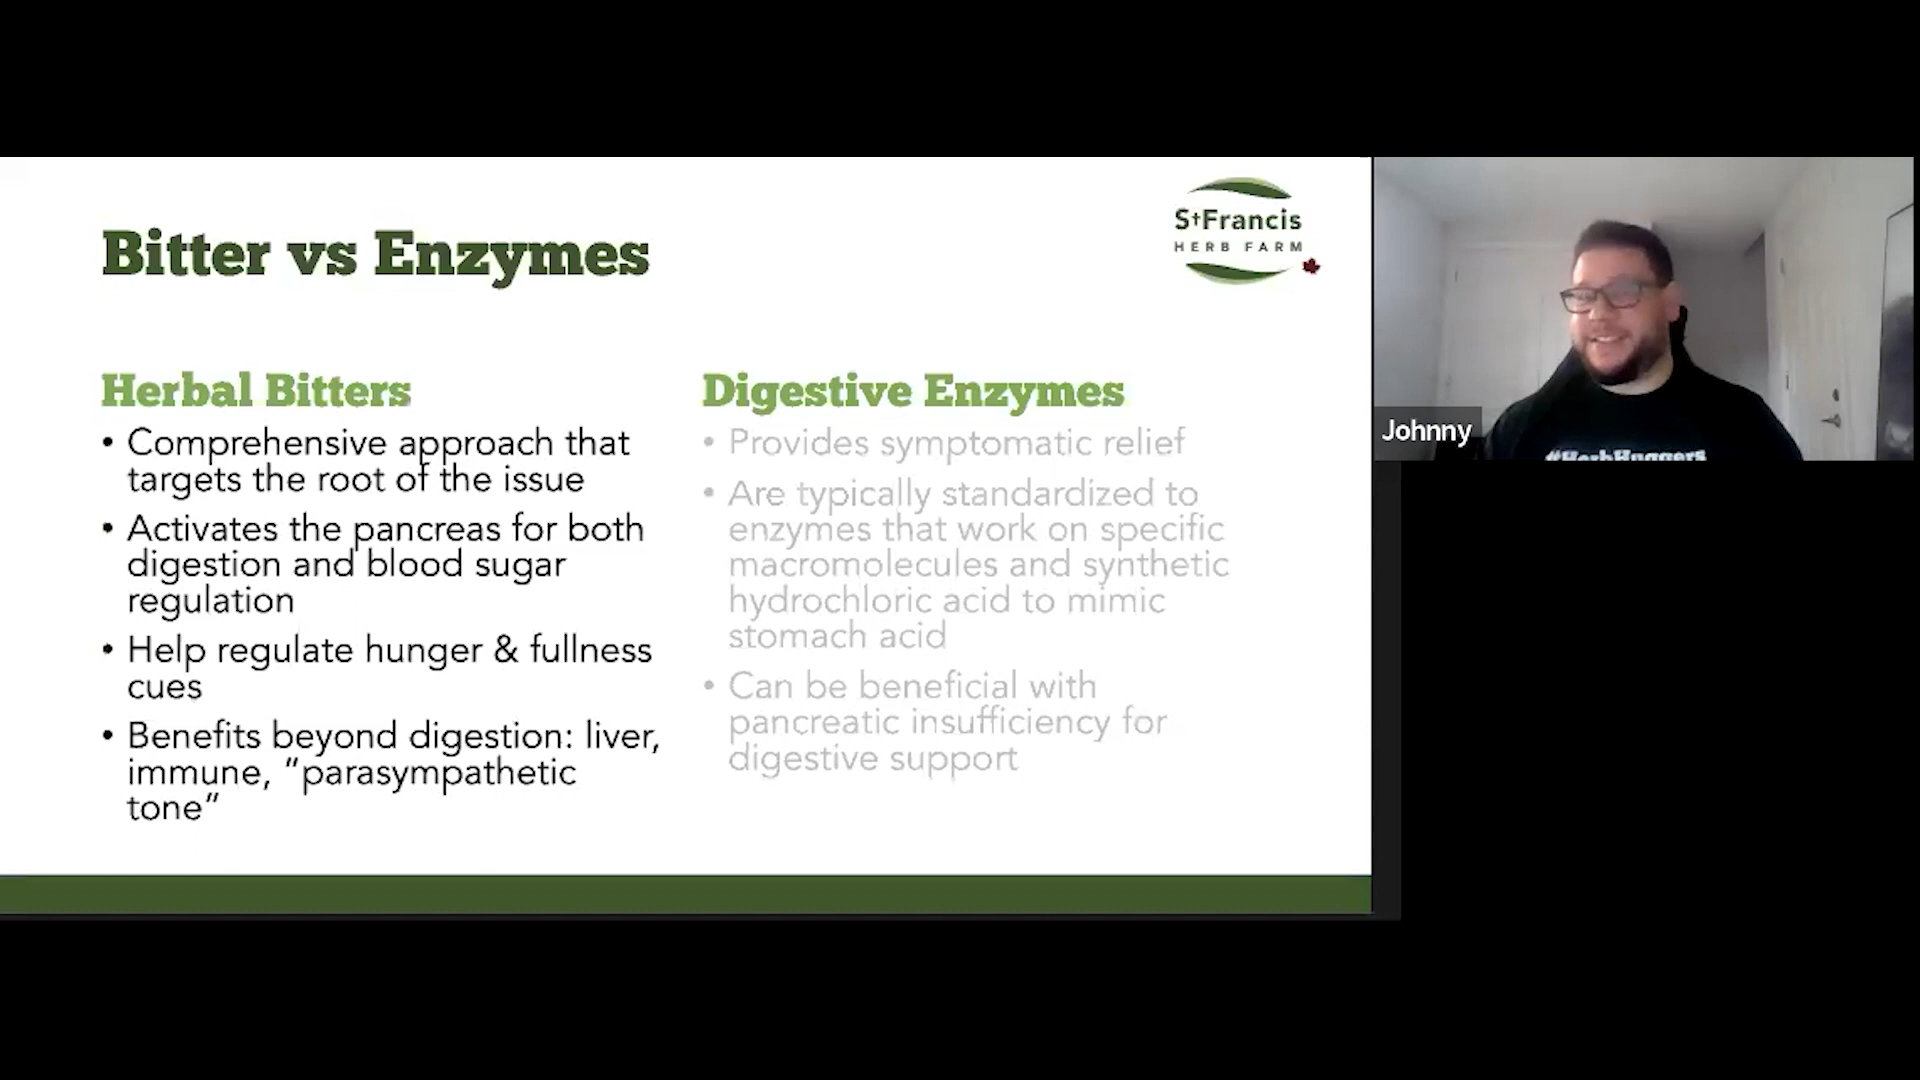 Bitter vs Enzymes
StFrancis
HERB FARM
Herbal Bitters
• Comprehensive approach that
targets the root of the issue
• Activates the pancreas for both
digestion and blood sugar
regulation
• Help regulate hunger & fullness
cues
• Benefits beyond digestion: liver,
immune, “parasympathetic
tone”
Digestive Enzymes
• Provides symptomatic relief
• Are typically standardized to
enzymes that work on specific
macromolecules and synthetic
hydrochloric acid to mimic
stomach acid
• Can be beneficial with
pancreatic insufficiency for
digestive support
Johnny
#HerbHuggers